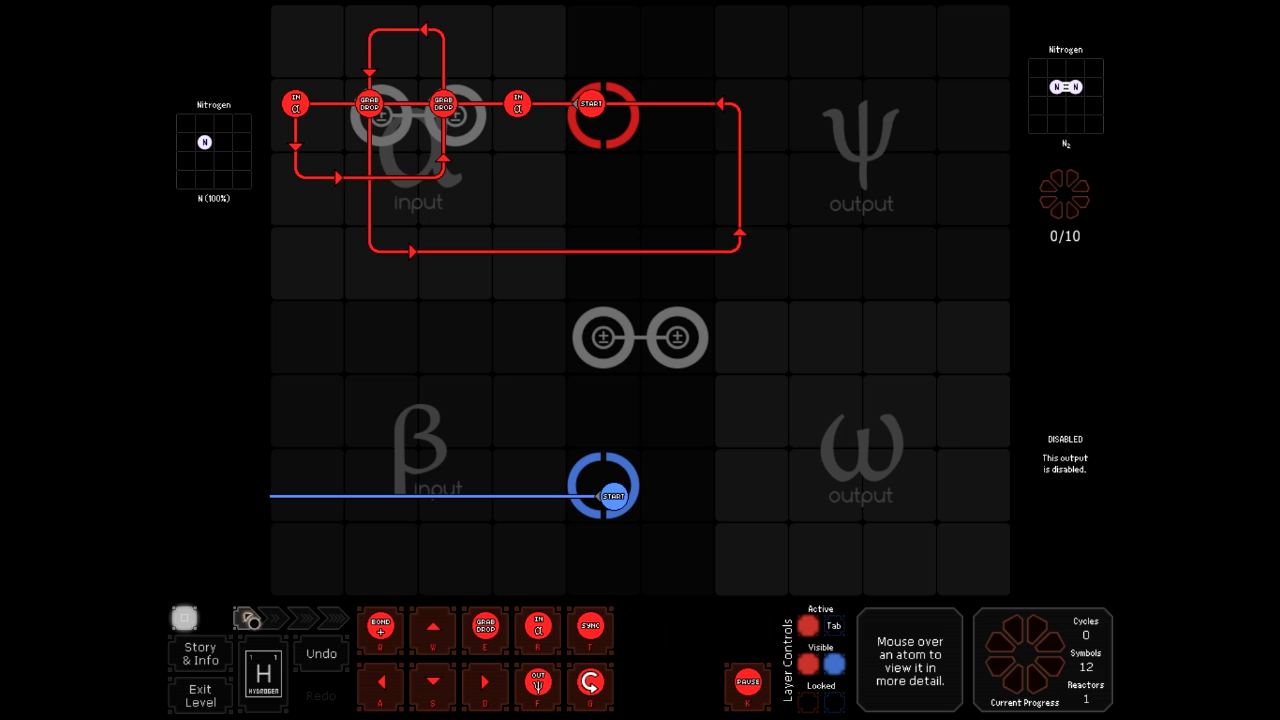 Nitrogen
N
N (100%)
IN
α
GRAB
DROP
GRAB
DROP
IN
α
START
α
input
ψ
output
β
input
START
ω
output
Nitrogen
N≡N
N₂
0/10
DISABLED
This output
is disabled.
Story
& Info
Exit
Level
1 1
H
HYDROGEN
Undo
Redo
BOND
+
W
GRAB
DROP
E
IN
α
R
SYNC
T
A
S
D
OUT
ψ
F
G
PAUSE
K
Layer Controls
Active
Tab
Visible
Locked
Mouse over
an atom to
view it in
more detail.
Cycles
0
Symbols
12
Reactors
1
Current Progress